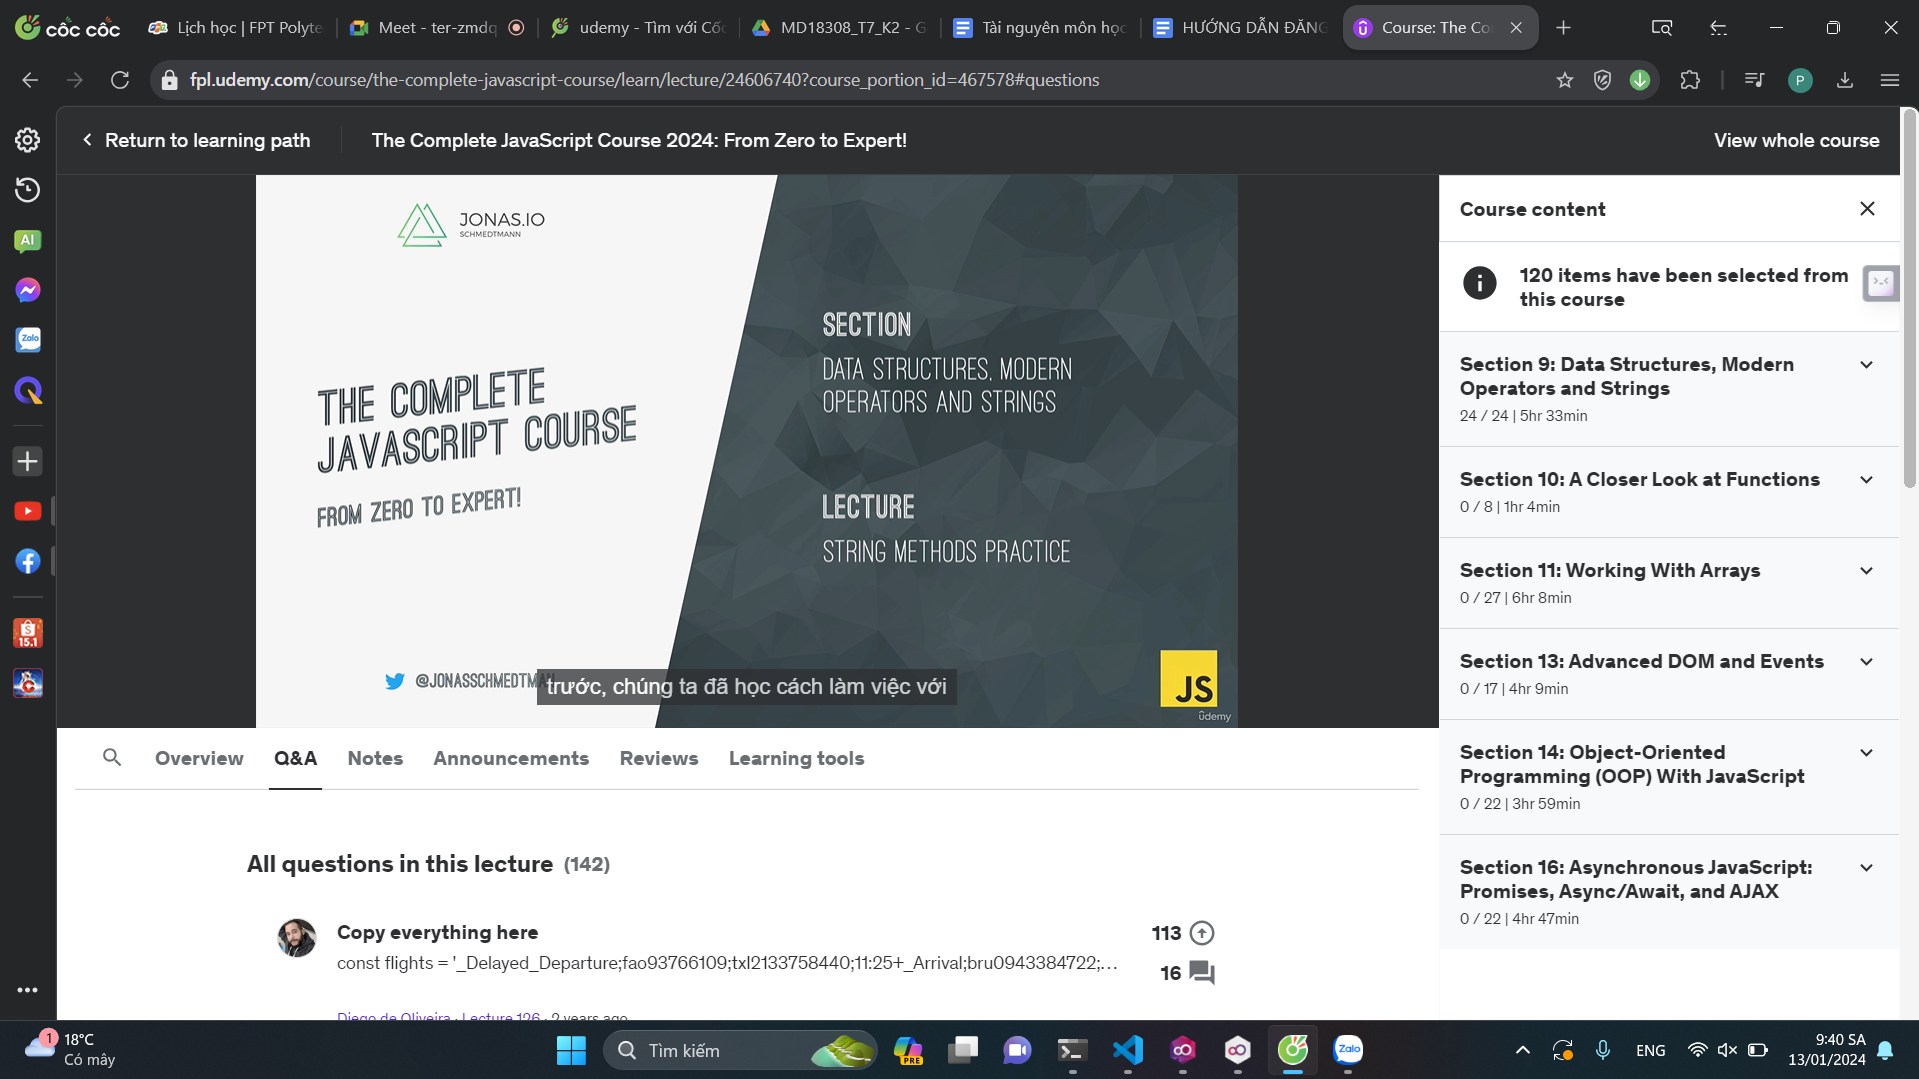 cốc cốc
Lịch học | FPT Polyte
Meet - ter-zmdq
udemy - Tìm với Cố
MD18308_T7_K2 - G
Tài nguyên môn học
HƯỚNG DẪN ĐĂNG
Course: The Co
fpl.udemy.com/course/the-complete-javascript-course/learn/lecture/24606740?course_portion_id=467578#questions
P
Return to learning path
The Complete JavaScript Course 2024: From Zero to Expert!
View whole course
AI
Zalo
15.1
JONAS.IO
SCHMEDTMANN
THE COMPLETE
JAVASCRIPT COURSE
FROM ZERO TO EXPERT!
SECTION
DATA STRUCTURES, MODERN
OPERATORS AND STRINGS
LECTURE
STRING METHODS PRACTICE
@JONASSCHMEDTMAN
trước, chúng ta đã học cách làm việc với
JS
ûdemy
Course content
120 items have been selected from
this course
Section 9: Data Structures, Modern
Operators and Strings
24 / 24 | 5hr 33min
Section 10: A Closer Look at Functions
0 / 8 | 1hr 4min
Section 11: Working With Arrays
0 / 27 | 6hr 8min
Section 13: Advanced DOM and Events
0 / 17 | 4hr 9min
Section 14: Object-Oriented
Programming (OOP) With JavaScript
0 / 22 | 3hr 59min
Section 16: Asynchronous JavaScript:
Promises, Async/Await, and AJAX
0 / 22 | 4hr 47min
Overview
Q&A
Notes
Announcements
Reviews
Learning tools
All questions in this lecture (142)
Copy everything here
113
const flights = '_Delayed_Departure;fao93766109;txl2133758440;11:25+_Arrival;bru0943384722;…
16
Diego de Oliveira · Lecture 126 · 2 years ago
1
18°C
Có mây
Tìm kiếm
PRE
Zalo
ENG
9:40 SA
13/01/2024